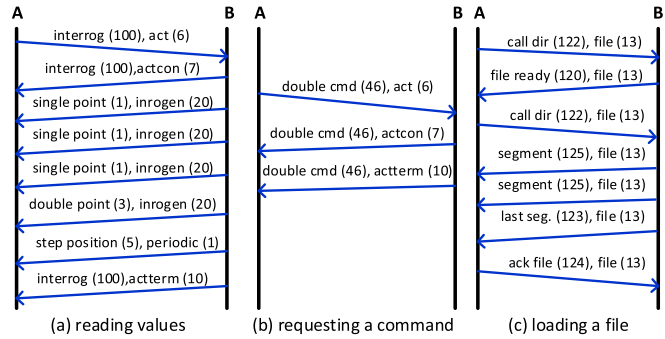 A B
interrog (100), act (6)
interrog (100),actcon (7)
single point (1), inrogen (20)
single point (1), inrogen (20)
single point (1), inrogen (20)
double point (3), inrogen (20)
step position (5), periodic (1)
interrog (100),actterm (10)
(a) reading values
A B
double cmd (46), act (6)
double cmd (46), actcon (7)
double cmd (46), actterm (10)
(b) requesting a command
A B
call dir (122), file (13)
file ready (120), file (13)
call dir (122), file (13)
segment (125), file (13)
segment (125), file (13)
last seg. (123), file (13)
ack file (124), file (13)
(c) loading a file